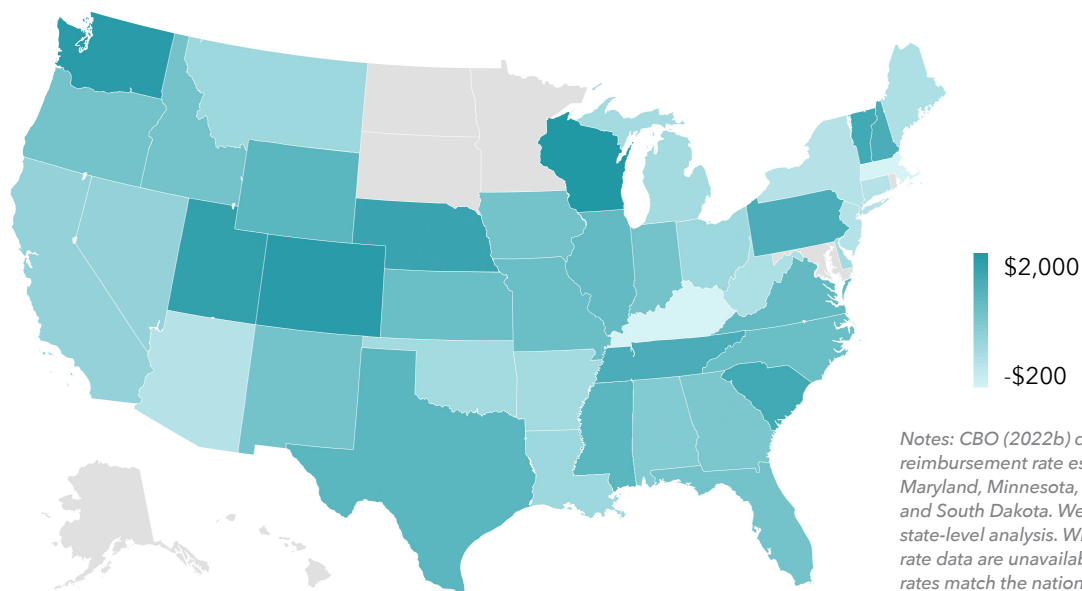 $2,000
-$200
Notes: CBO (2022b) 
reimbursement rate
Maryland, Minnesota,
and South Dakota. We
state-level analysis.
rate data are unavailab
rates match the nation